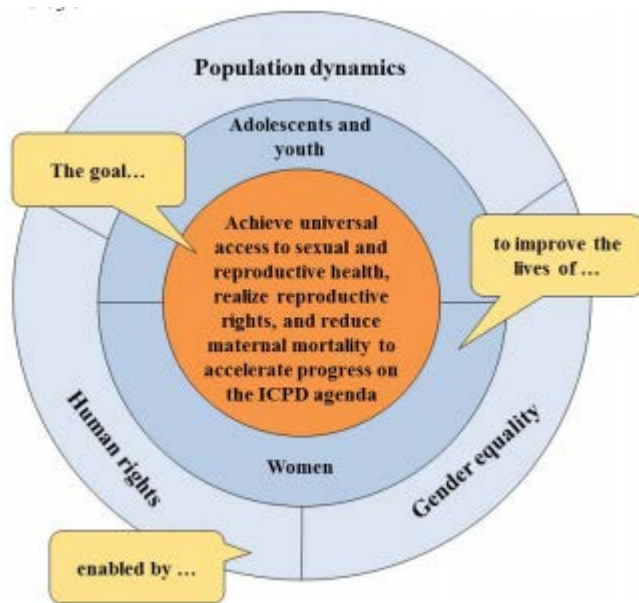 Population dynamics
Adolescents and
youth
The goal…
Achieve universal
access to sexual and
reproductive health,
realize reproductive
rights, and reduce
maternal mortality to
accelerate progress on
the ICPD agenda
to improve the
lives of …
Human rights
Women
Gender equality
enabled by …